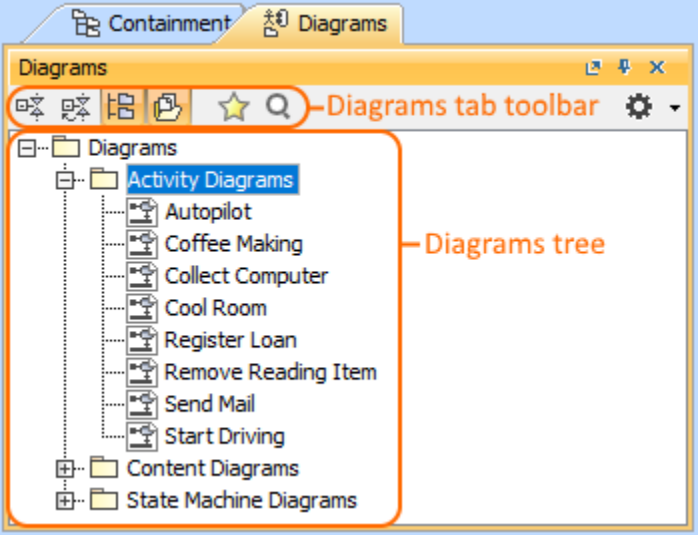 Containment
Diagrams
Diagrams
Diagrams tab toolbar
Diagrams
Activity Diagrams
Autopilot
Coffee Making
Diagrams tree
Collect Computer
Cool Room
Register Loan
Remove Reading Item
Send Mail
Start Driving
Content Diagrams
State Machine Diagrams